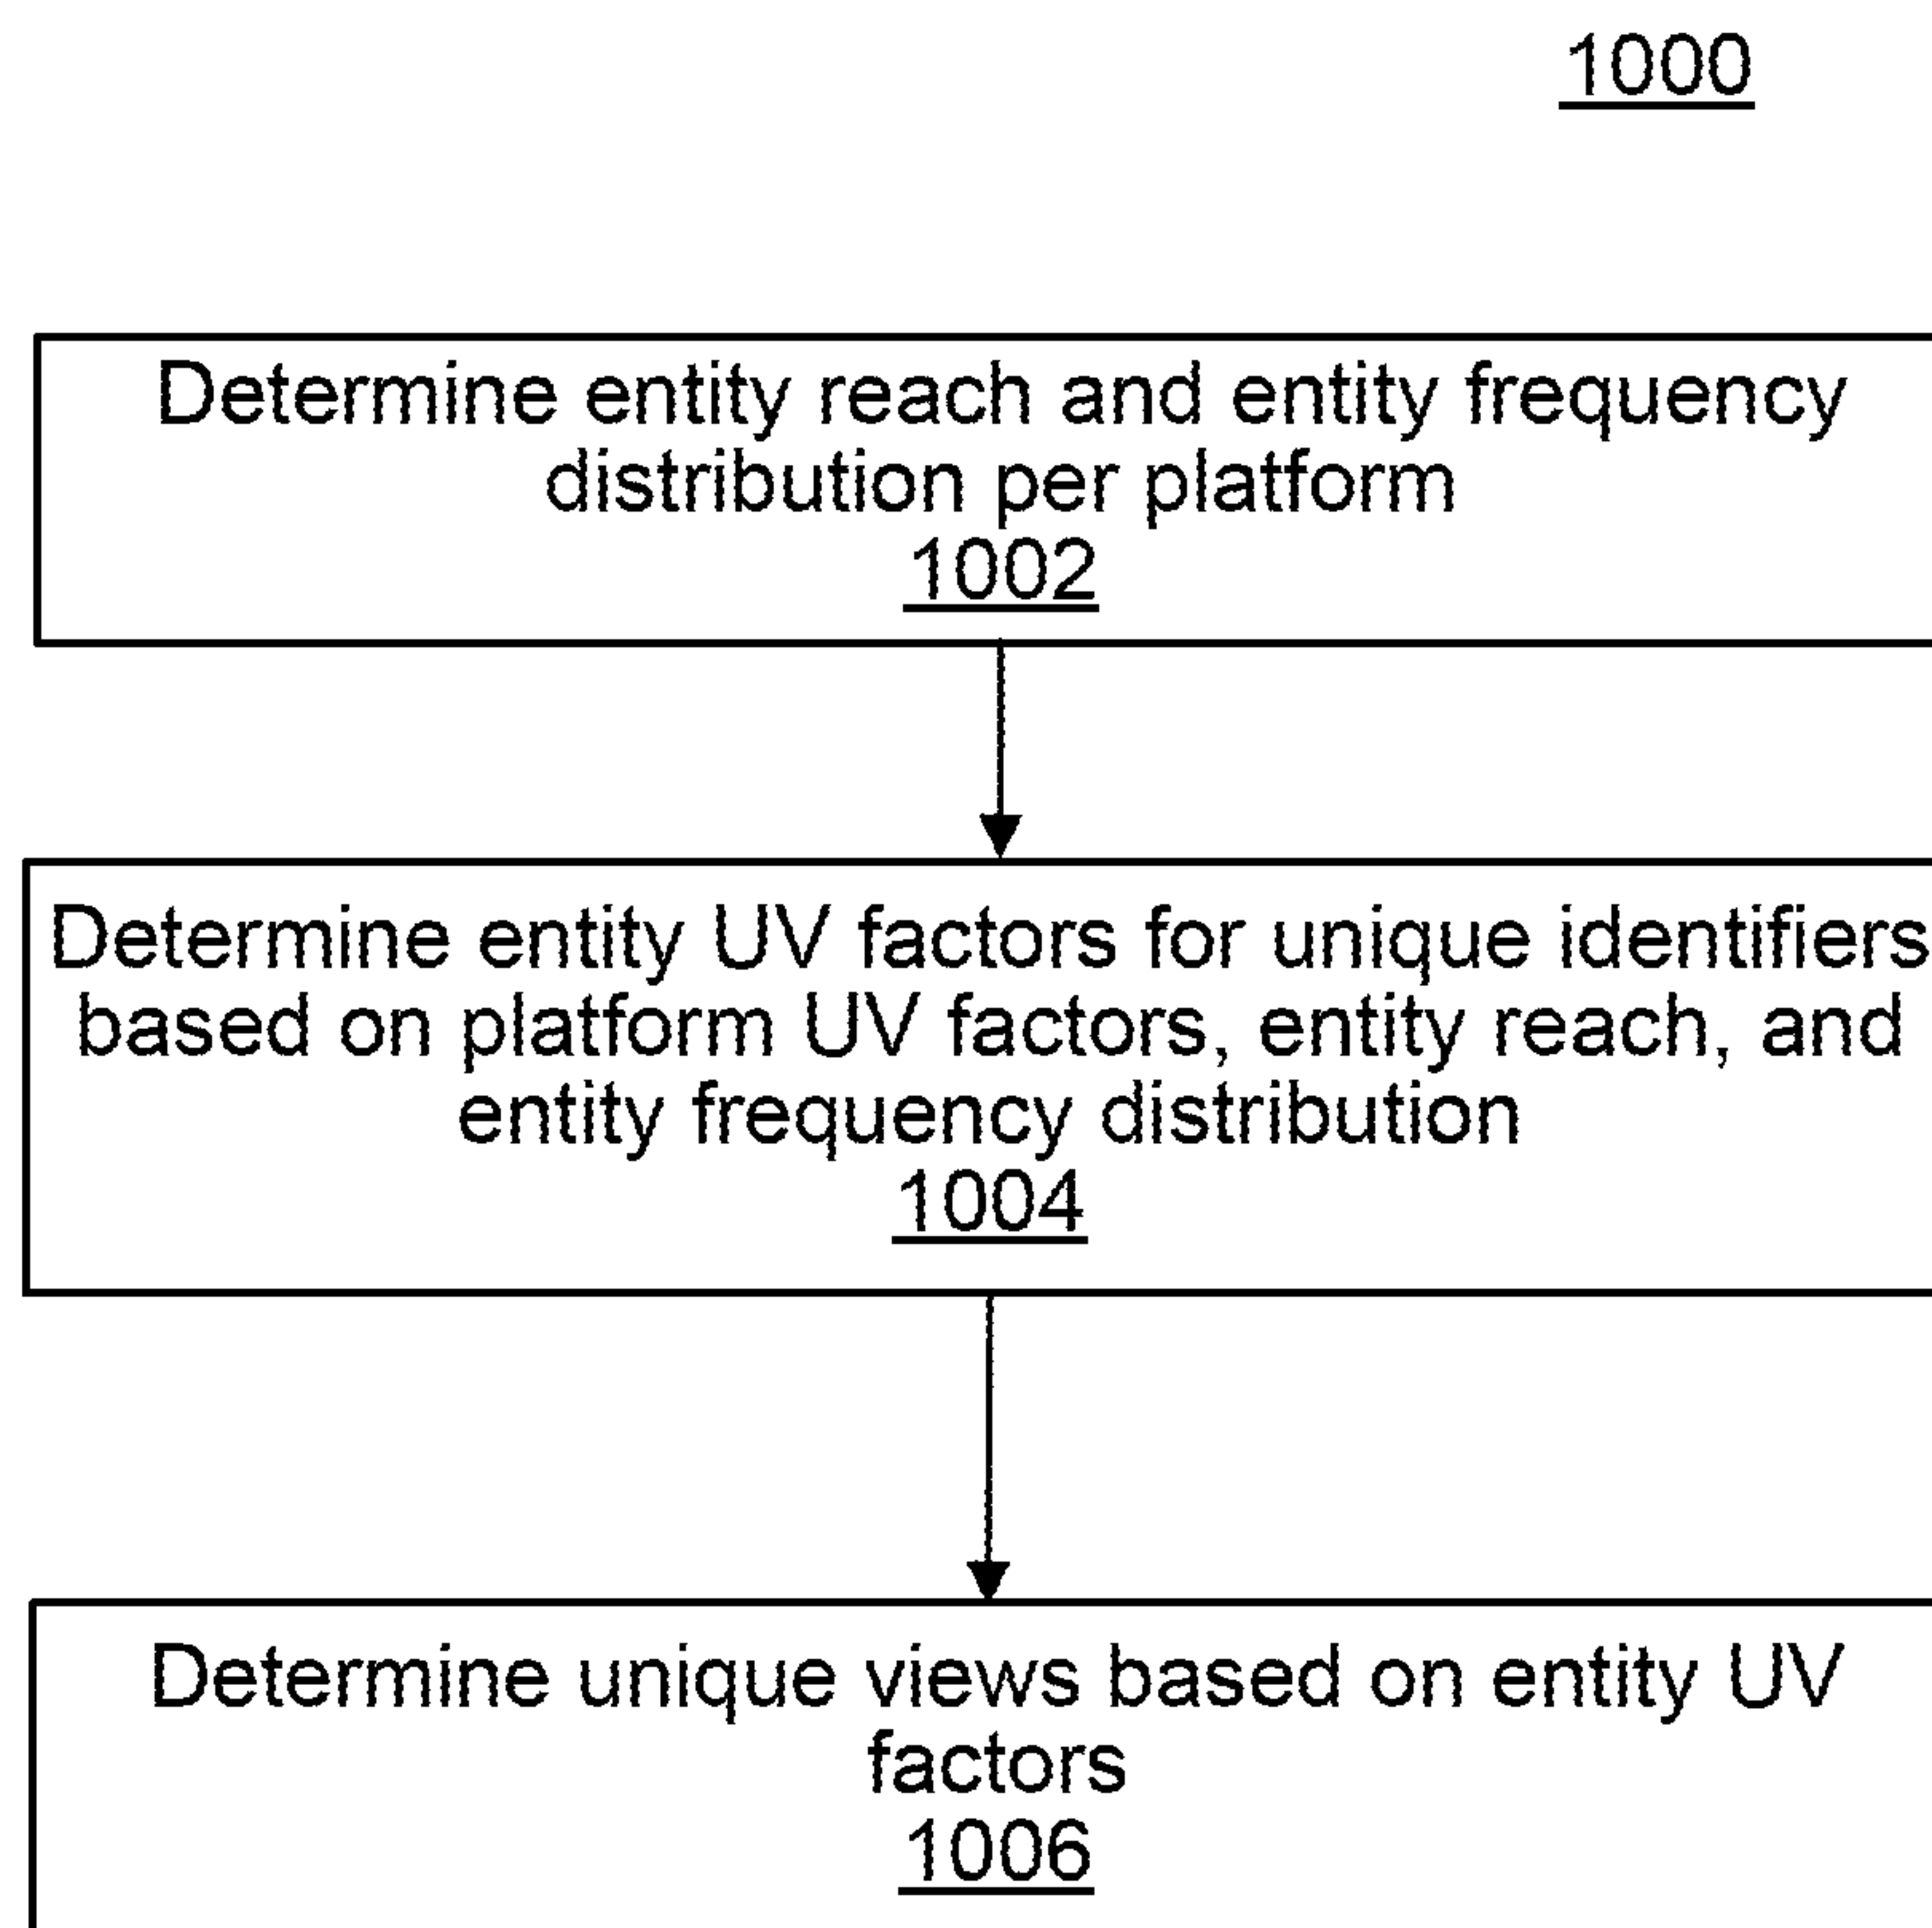 1000
Determine entity reach and entity frequency
distribution per platform
1002
Determine entity UV factors for unique identifiers
based on platform UV factors, entity reach, and
entity frequency distribution
1004
Determine unique views based on entity UV
factors
1006